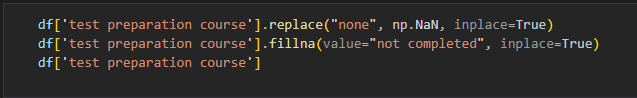 df['test preparation course'].replace("none", np.NaN, inplace=True)
df['test preparation course'].fillna(value="not completed", inplace=True)
df['test preparation course']